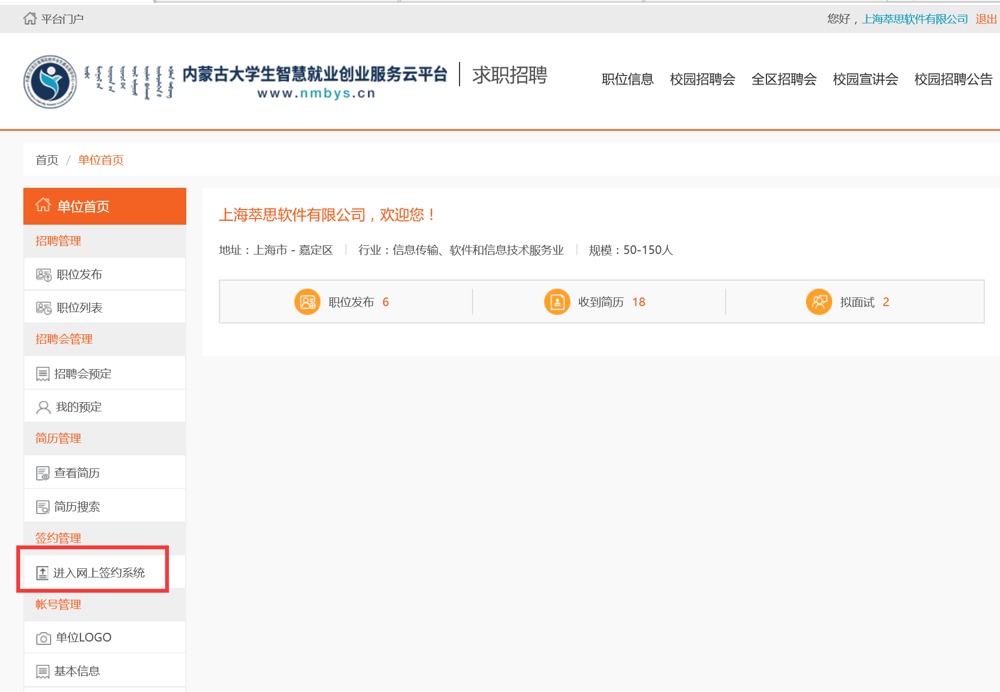 平台门户
您好，上海萃思软件有限公司 退出
内蒙古大学生智慧就业创业服务云平台
www.nmbys.cn
求职招聘
职位信息 校园招聘会 全区招聘会 校园宣讲会 校园招聘公告
首页 / 单位首页
单位首页
招聘管理
职位发布
职位列表
招聘会管理
招聘会预定
我的预定
简历管理
查看简历
简历搜索
签约管理
进入网上签约系统
帐号管理
单位LOGO
基本信息
上海萃思软件有限公司，欢迎您！
地址：上海市 - 嘉定区 行业：信息传输、软件和信息技术服务业 规模：50-150人
职位发布 6 收到简历 18 拟面试 2